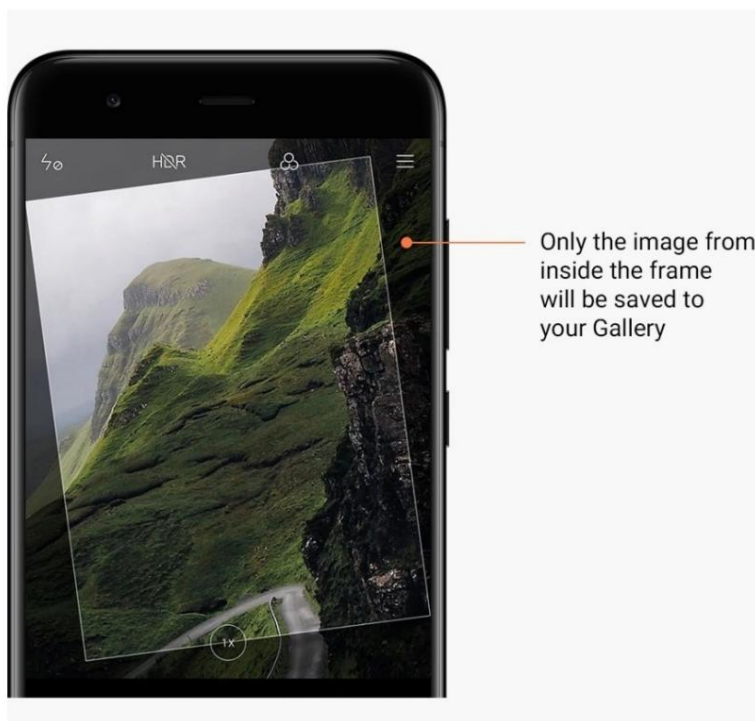 HDR
Only the image from
inside the frame
will be saved to
your Gallery
1X